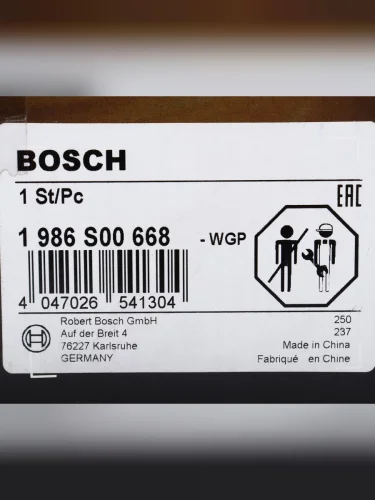 BOSCH
1 St/Pc
EAC
1 986 S00 668 - WGP
4 047026 541304
Robert Bosch GmbH
Auf der Breit 4
76227 Karlsruhe
GERMANY
250
237
Made in China
Fabriqué en Chine